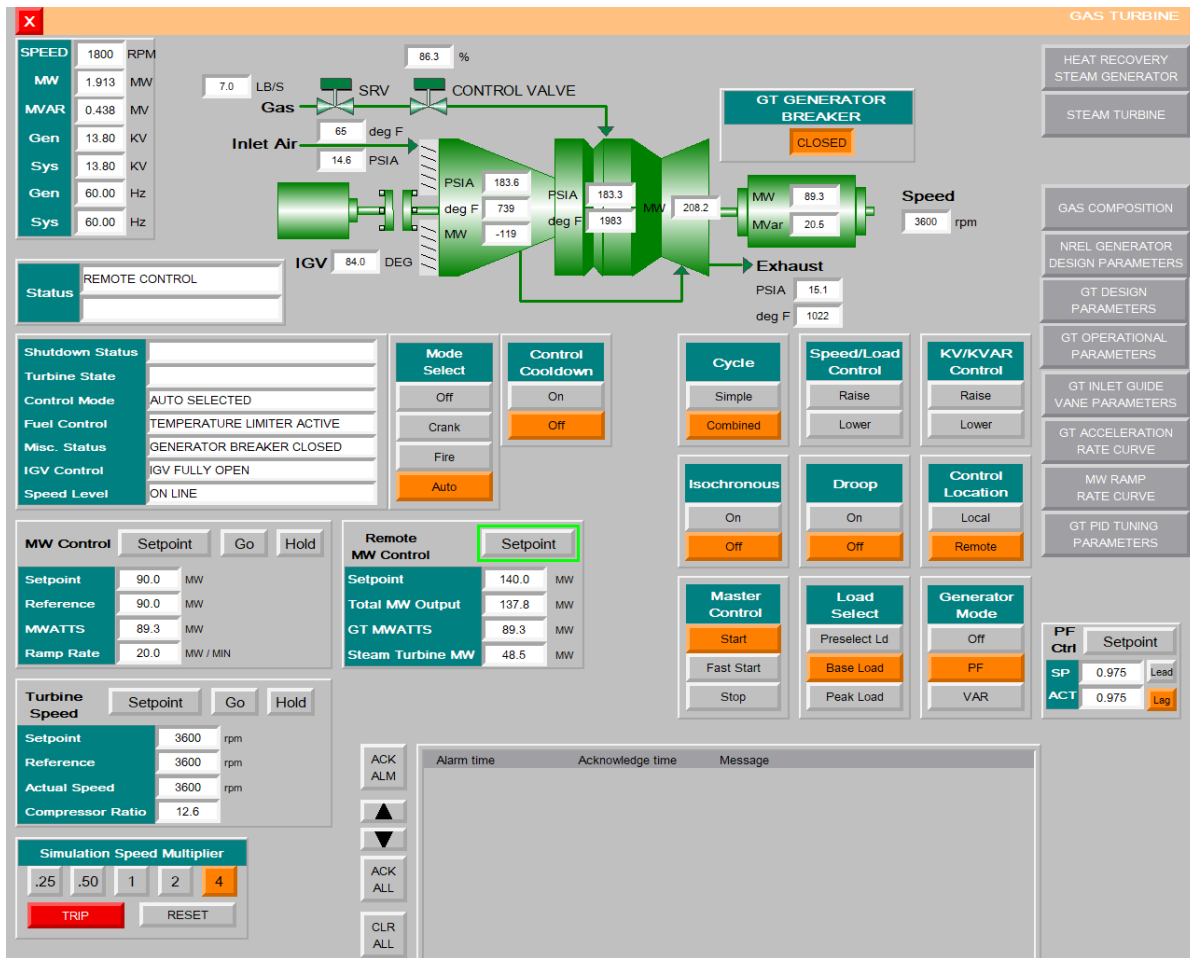 X
GAS TURBINE
SPEED 1800 RPM
MW 1.913 MW
MVAR 0.438 MV
Gen 13.80 KV
Sys 13.80 KV
Gen 60.00 Hz
Sys 60.00 Hz
Status REMOTE CONTROL
86.3 %
7.0 LB/S SRV CONTROL VALVE
Gas
65 deg F
Inlet Air
14.6 PSIA
PSIA 183.6
deg F 739
MW -119
PSIA 183.3
deg F 1983
MW 208.2
MW 89.3
MVar 20.5
Speed
3600 rpm
IGV 84.0 DEG
Exhaust
PSIA 15.1
deg F 1022
GT GENERATOR
BREAKER
CLOSED
HEAT RECOVERY
STEAM GENERATOR
STEAM TURBINE
GAS COMPOSITION
NREL GENERATOR
DESIGN PARAMETERS
GT DESIGN
PARAMETERS
GT OPERATIONAL
PARAMETERS
GT INLET GUIDE
VANE PARAMETERS
GT ACCELERATION
RATE CURVE
MW RAMP
RATE CURVE
GT PID TUNING
PARAMETERS
Shutdown Status
Turbine State
Control Mode AUTO SELECTED
Fuel Control TEMPERATURE LIMITER ACTIVE
Misc. Status GENERATOR BREAKER CLOSED
IGV Control IGV FULLY OPEN
Speed Level ON LINE
Mode
Select
Off
Crank
Fire
Auto
Control
Cooldown
On
Off
Cycle
Simple
Combined
Speed/Load
Control
Raise
Lower
KV/KVAR
Control
Raise
Lower
Isochronous
On
Off
Droop
On
Off
Control
Location
Local
Remote
Master
Control
Start
Fast Start
Stop
Load
Select
Preselect Ld
Base Load
Peak Load
Generator
Mode
Off
PF
VAR
PF
Ctrl Setpoint
SP 0.975 Lead
ACT 0.975 Lag
MW Control Setpoint Go Hold
Setpoint 90.0 MW
Reference 90.0 MW
MWATTS 89.3 MW
Ramp Rate 20.0 MW / MIN
Remote
MW Control Setpoint
Setpoint 140.0 MW
Total MW Output 137.8 MW
GT MWATTS 89.3 MW
Steam Turbine MW 48.5 MW
Turbine
Speed Setpoint Go Hold
Setpoint 3600 rpm
Reference 3600 rpm
Actual Speed 3600 rpm
Compressor Ratio 12.6
Simulation Speed Multiplier
.25 .50 1 2 4
TRIP RESET
ACK
ALM
ACK
ALL
CLR
ALL
Alarm time Acknowledge time Message